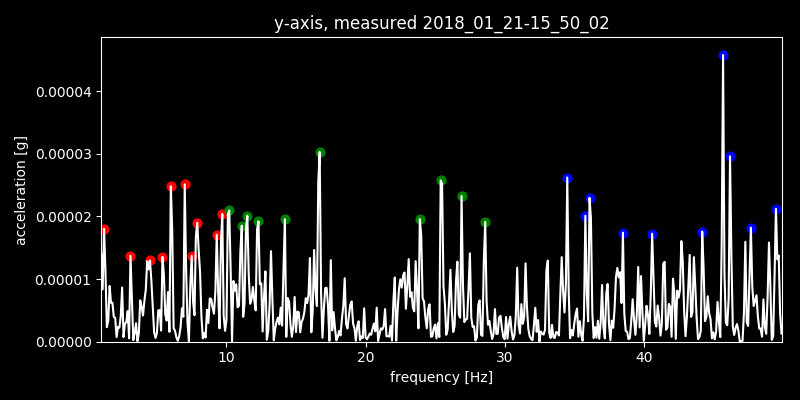 y-axis, measured 2018_01_21-15_50_02
acceleration [g]
0.00004
0.00003
0.00002
0.00001
0.00000
10 20 30 40
frequency [Hz]